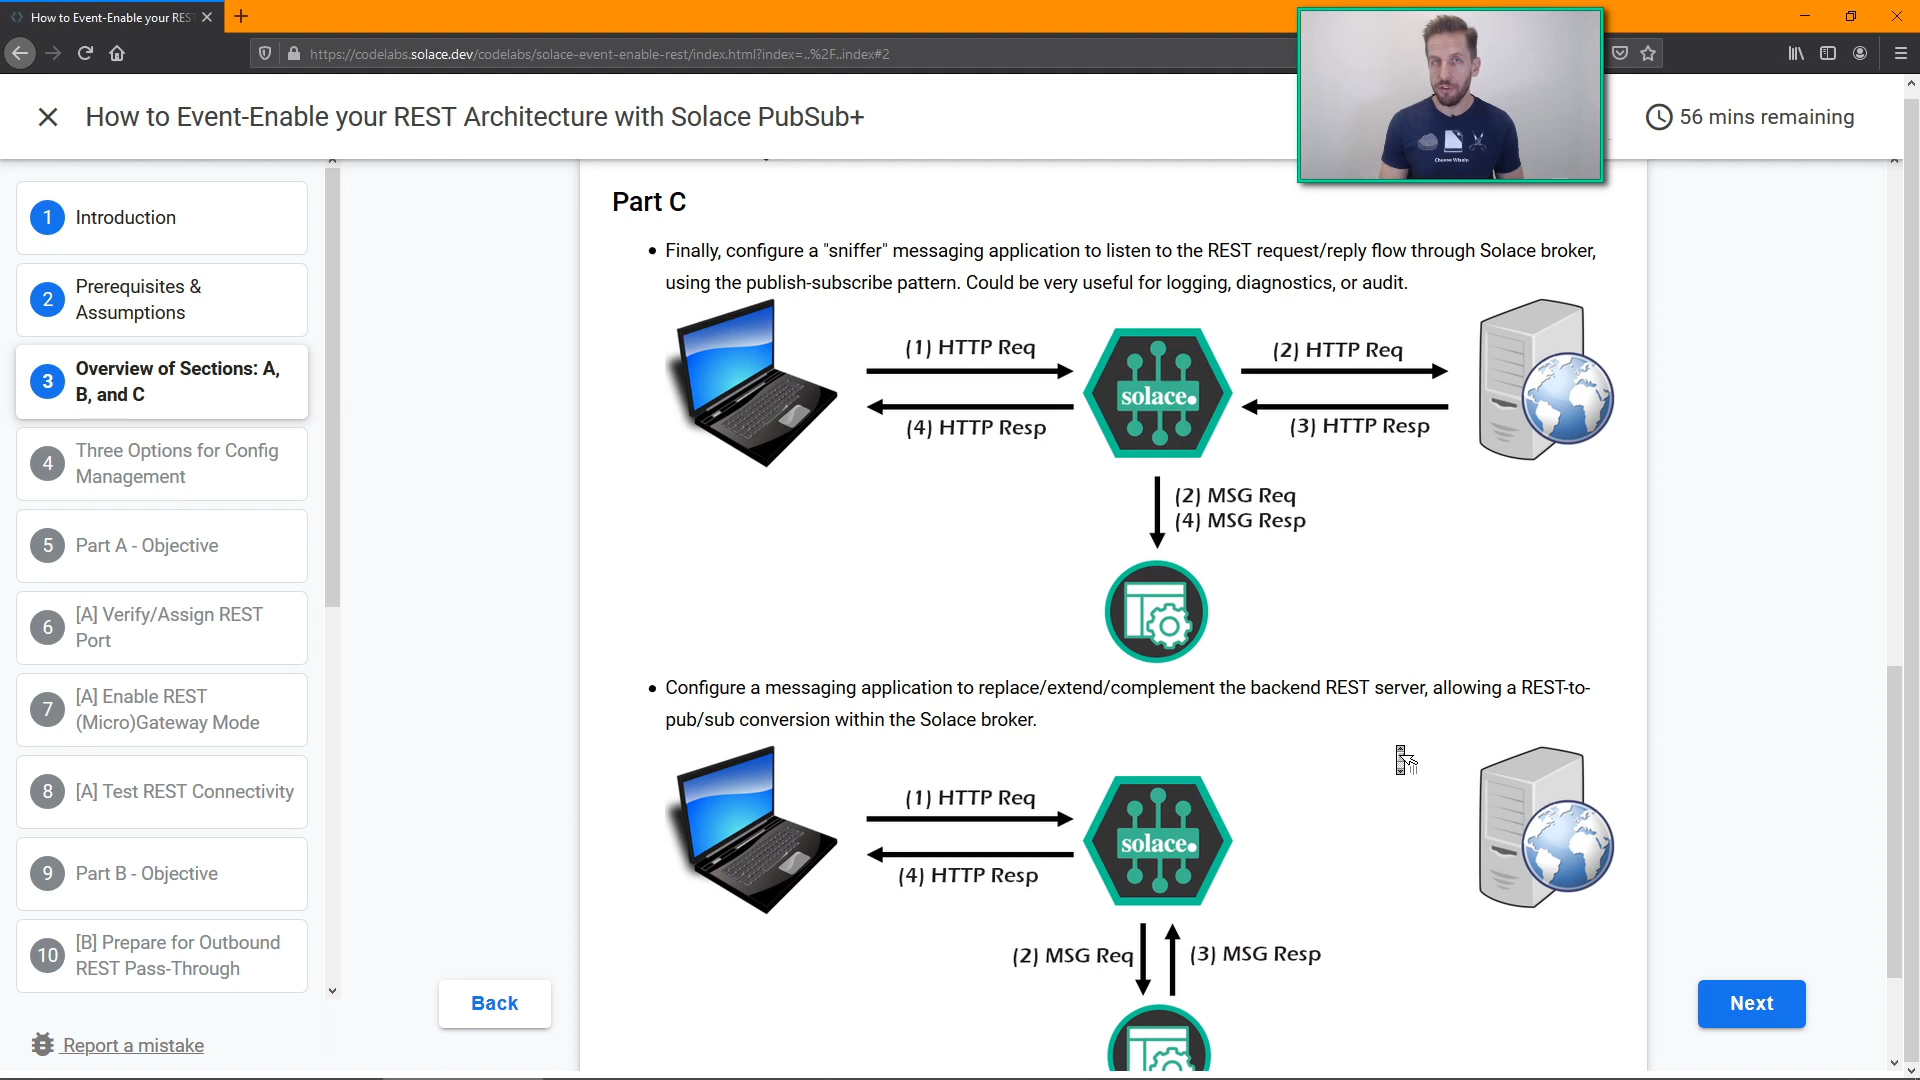 How to Event-Enable your RES
https://codelabs.solace.dev/codelabs/solace-event-enable-rest/index.html?index=..%2F..index#2
How to Event-Enable your REST Architecture with Solace PubSub+
Choose Wisely.
56 mins remaining
1 Introduction
2 Prerequisites &
Assumptions
3 Overview of Sections: A,
B, and C
4 Three Options for Config
Management
5 Part A - Objective
6 [A] Verify/Assign REST
Port
7 [A] Enable REST
(Micro)Gateway Mode
8 [A] Test REST Connectivity
9 Part B - Objective
10 [B] Prepare for Outbound
REST Pass-Through
Report a mistake
Part C
• Finally, configure a "sniffer" messaging application to listen to the REST request/reply flow through Solace broker,
using the publish-subscribe pattern. Could be very useful for logging, diagnostics, or audit.
(1) HTTP Req
(2) HTTP Req
solace.
(4) HTTP Resp
(3) HTTP Resp
(2) MSG Req
(4) MSG Resp
• Configure a messaging application to replace/extend/complement the backend REST server, allowing a REST-to-
pub/sub conversion within the Solace broker.
(1) HTTP Req
solace.
(4) HTTP Resp
(2) MSG Req
(3) MSG Resp
Back
Next